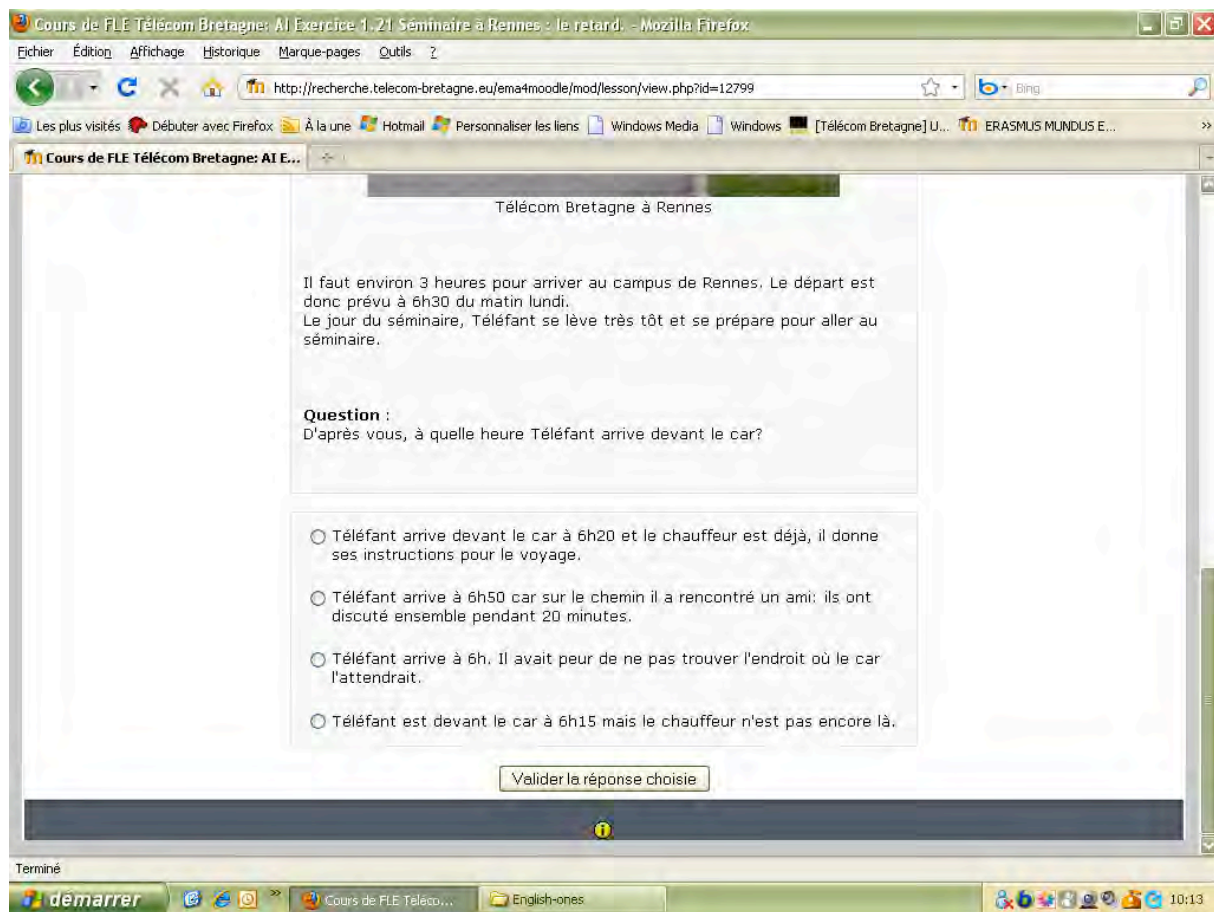 Cours de FLE Télécom Bretagne: AI Exercice 1.21 Séminaire à Rennes : le retard. - Mozilla Firefox
Fichier Édition Affichage Historique Marque-pages Outils ?
http://recherche.telecom-bretagne.eu/ema4moodle/mod/lesson/view.php?id=12799
Bing
Les plus visités Débuter avec Firefox À la une Hotmail Personnaliser les liens Windows Media Windows [Télécom Bretagne] U... ERASMUS MUNDUS E... »
Cours de FLE Télécom Bretagne: AI E...
Télécom Bretagne à Rennes
Il faut environ 3 heures pour arriver au campus de Rennes. Le départ est
donc prévu à 6h30 du matin lundi.
Le jour du séminaire, Téléfant se lève très tôt et se prépare pour aller au
séminaire.
Question :
D'après vous, à quelle heure Téléfant arrive devant le car?
Téléfant arrive devant le car à 6h20 et le chauffeur est déjà, il donne
ses instructions pour le voyage.
Téléfant arrive à 6h50 car sur le chemin il a rencontré un ami: ils ont
discuté ensemble pendant 20 minutes.
Téléfant arrive à 6h. Il avait peur de ne pas trouver l'endroit où le car
l'attendrait.
Téléfant est devant le car à 6h15 mais le chauffeur n'est pas encore là.
Valider la réponse choisie
Terminé
démarrer » Cours de FLE Téléco... English-ones 10:13